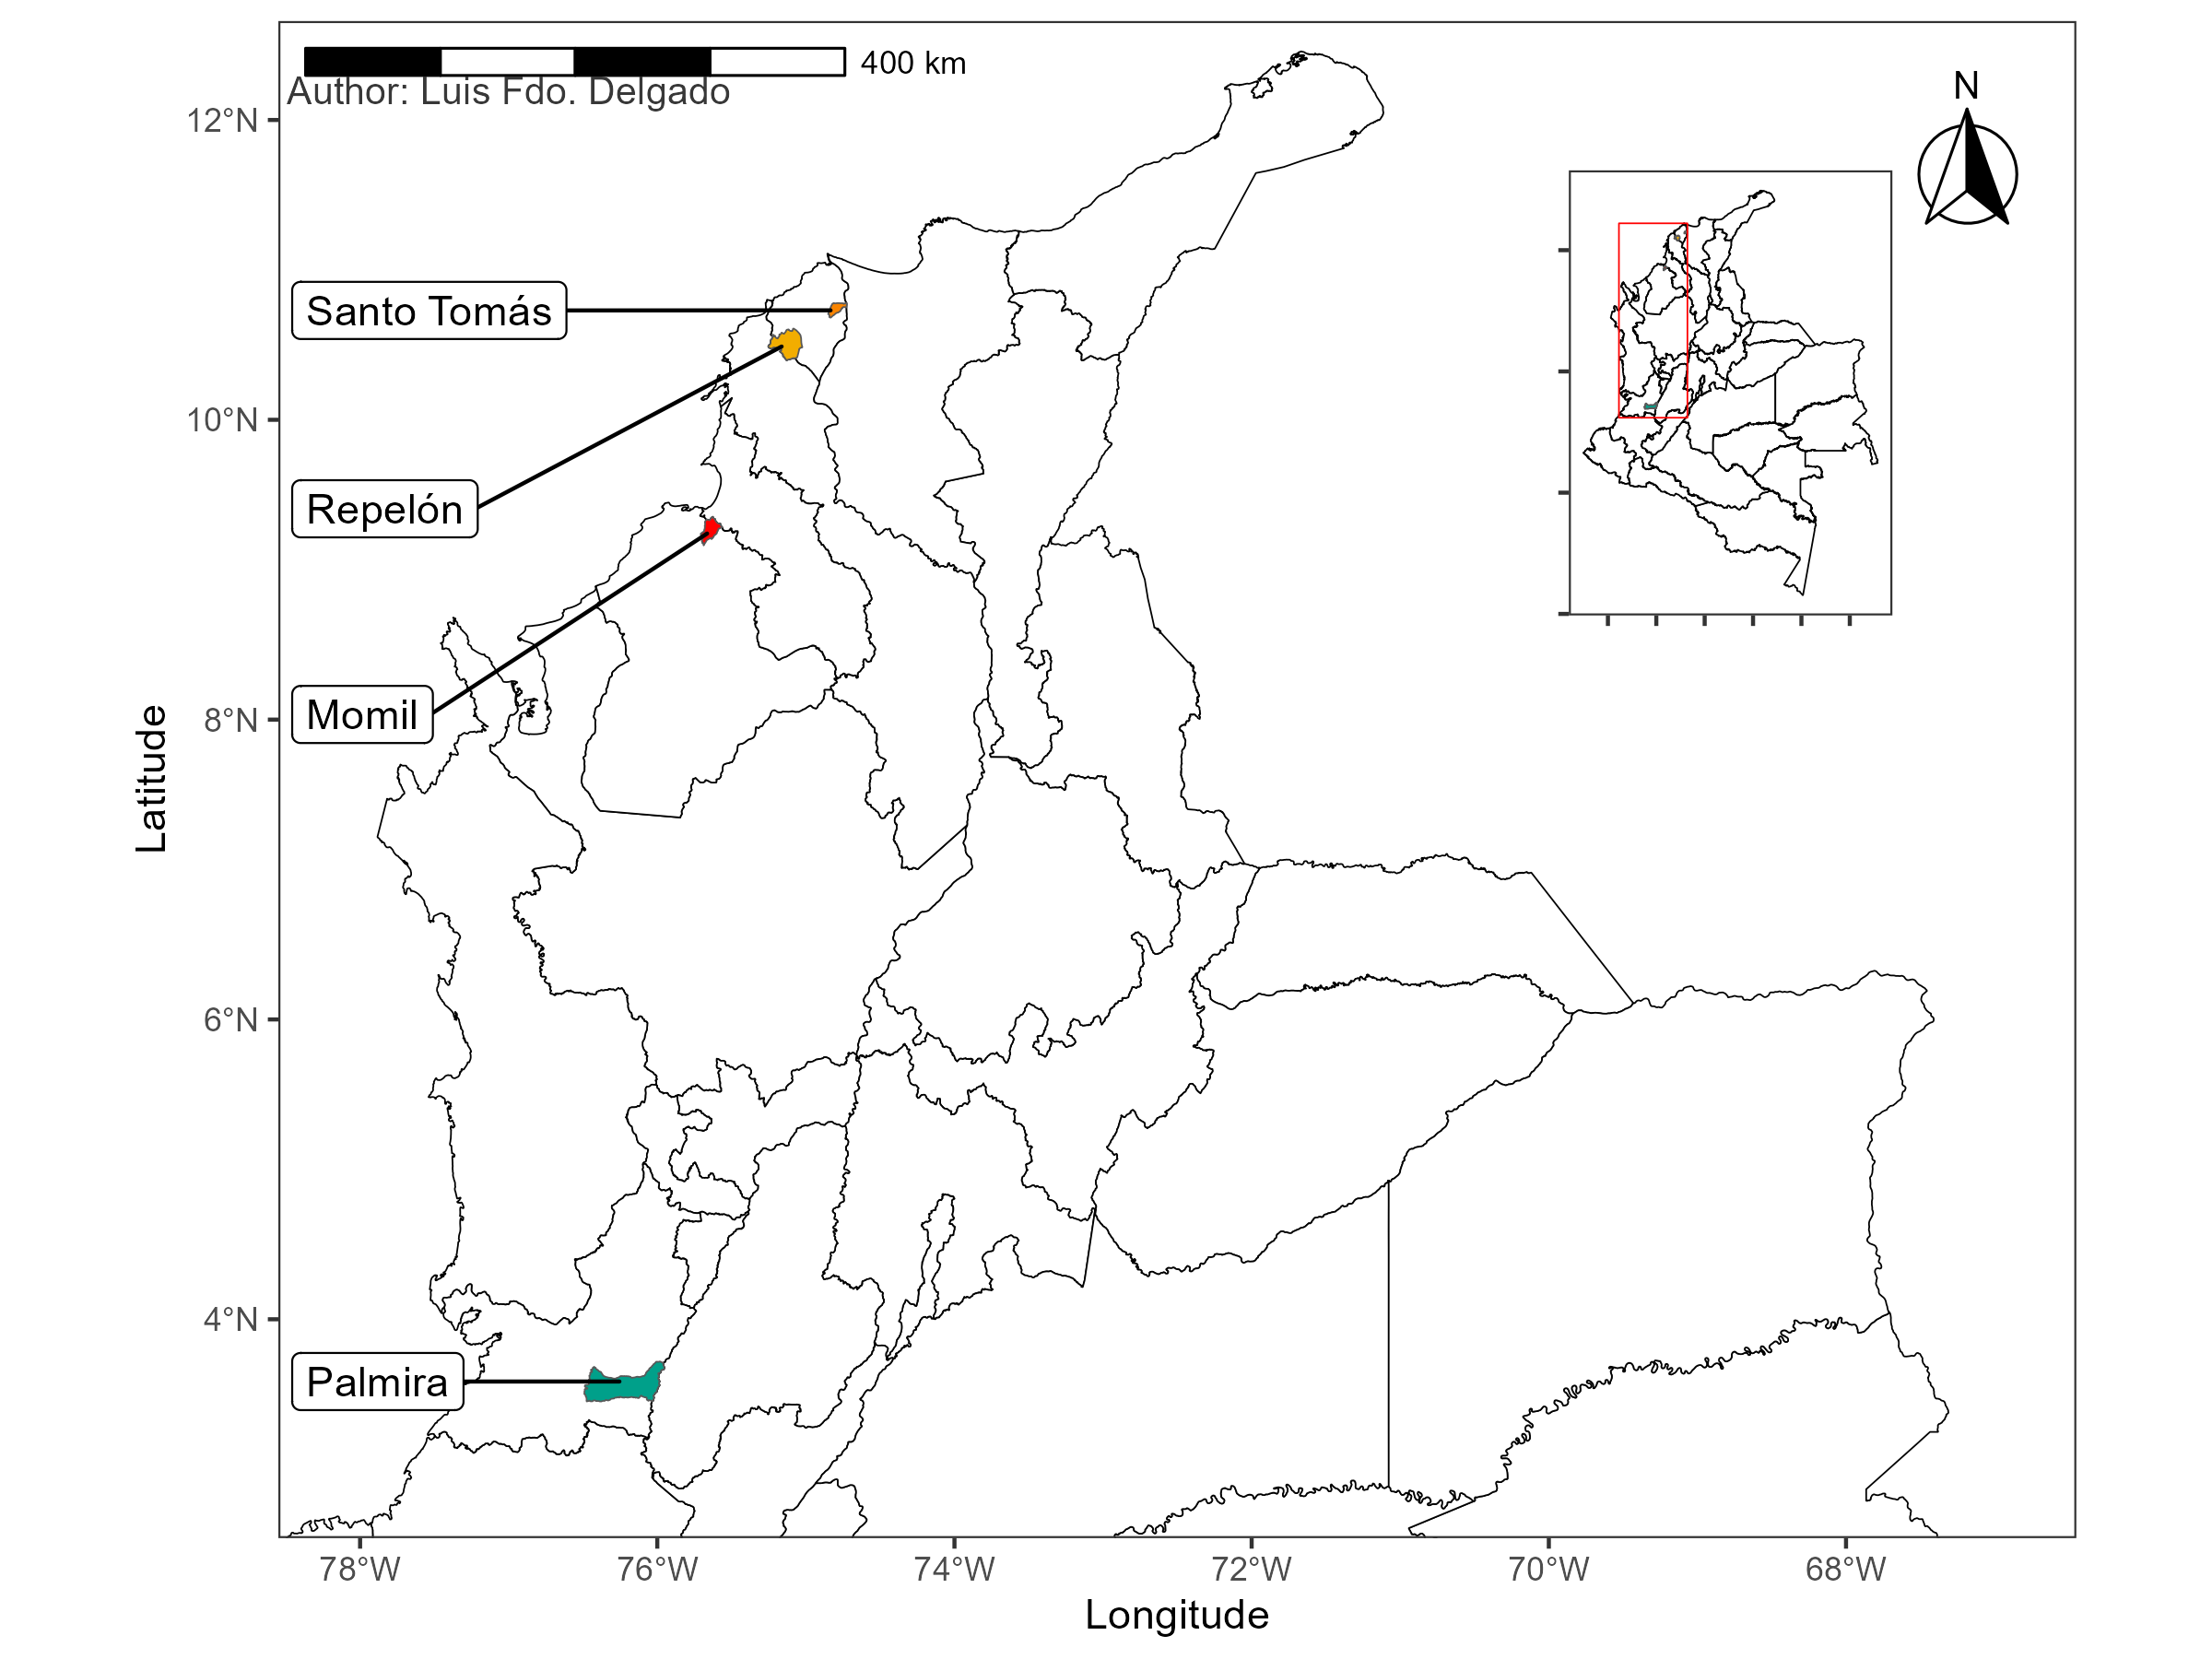 400 km
Author: Luis Fdo. Delgado
N
12°N
10°N
8°N
6°N
4°N
Latitude
Santo Tomás
Repelón
Momil
Palmira
78°W
76°W
74°W
72°W
70°W
68°W
Longitude